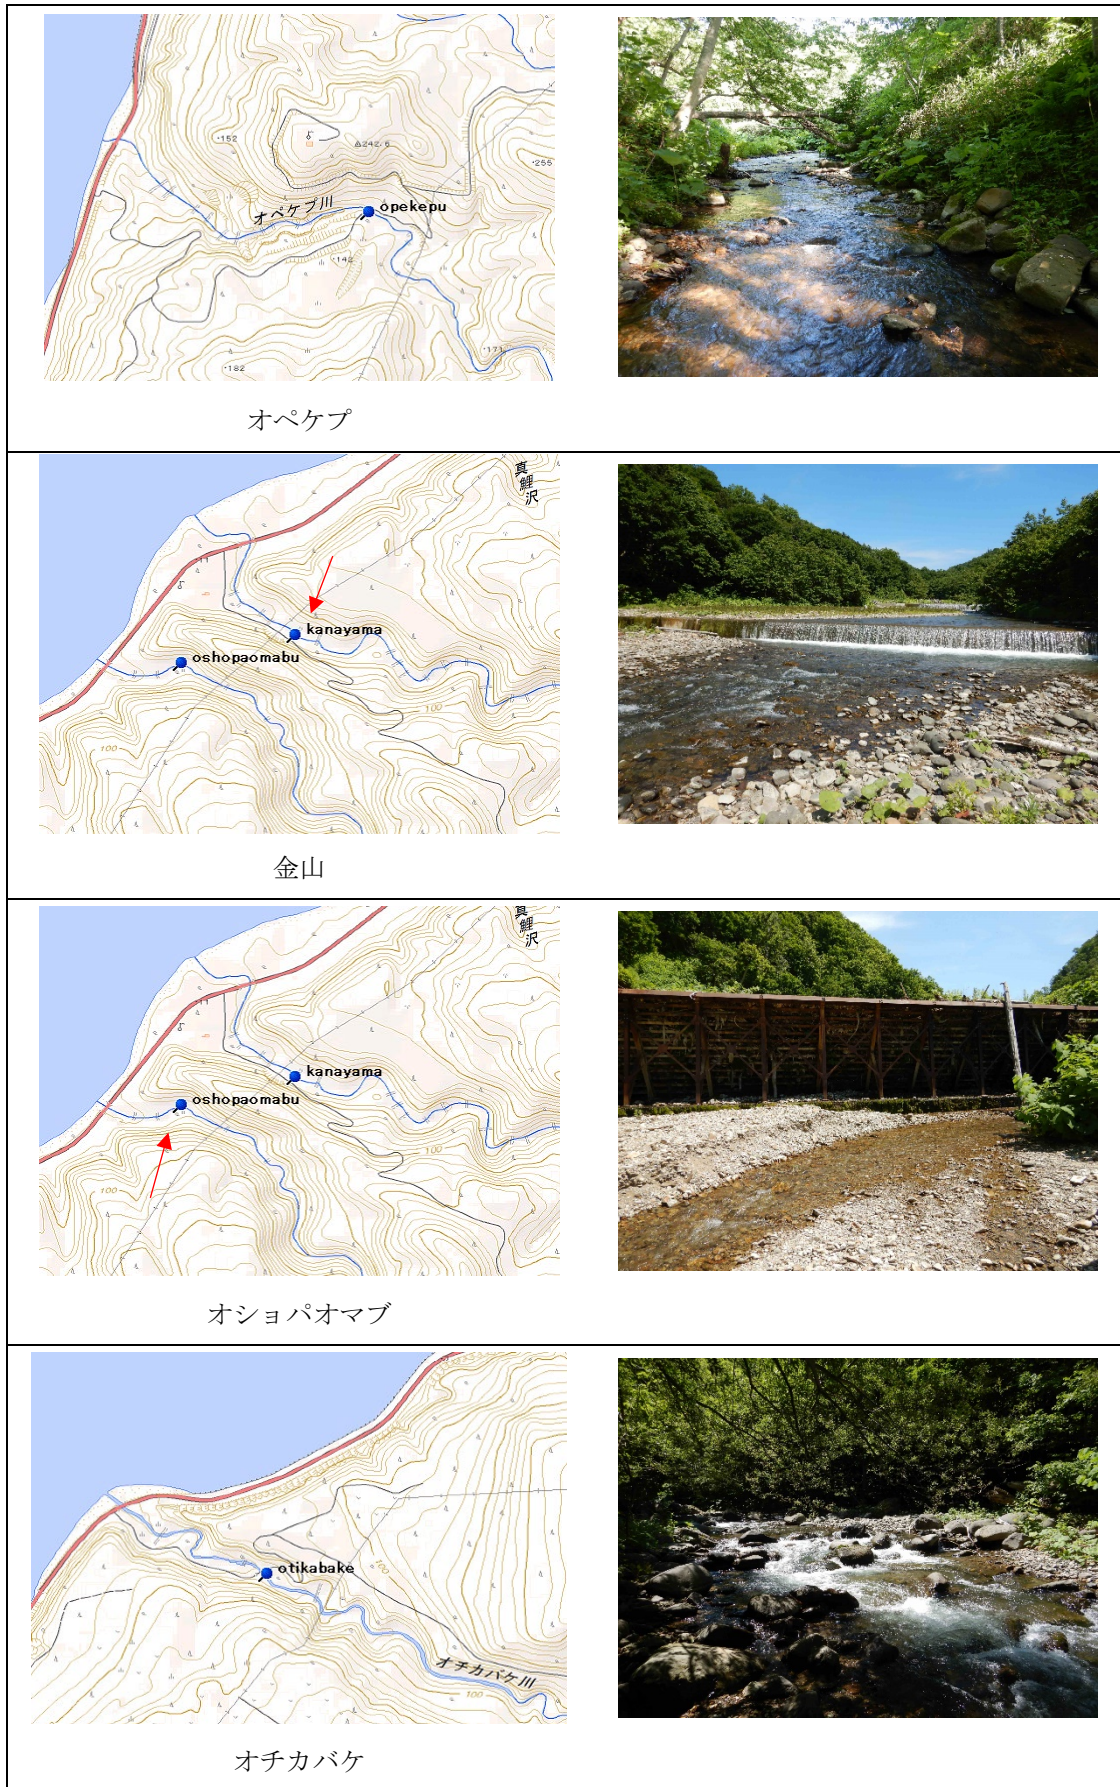 ・152
△242.6
・255
オペケプ川
opekepu
・142
・171
・182
オペケプ
真鯉沢
・11
kanayama
oshopaomabu
100
100
金山
真鯉沢
・11
kanayama
oshopaomabu
100
100
オショパオマブ
otikabake
100
オチカバケ川
100
オチカバケ